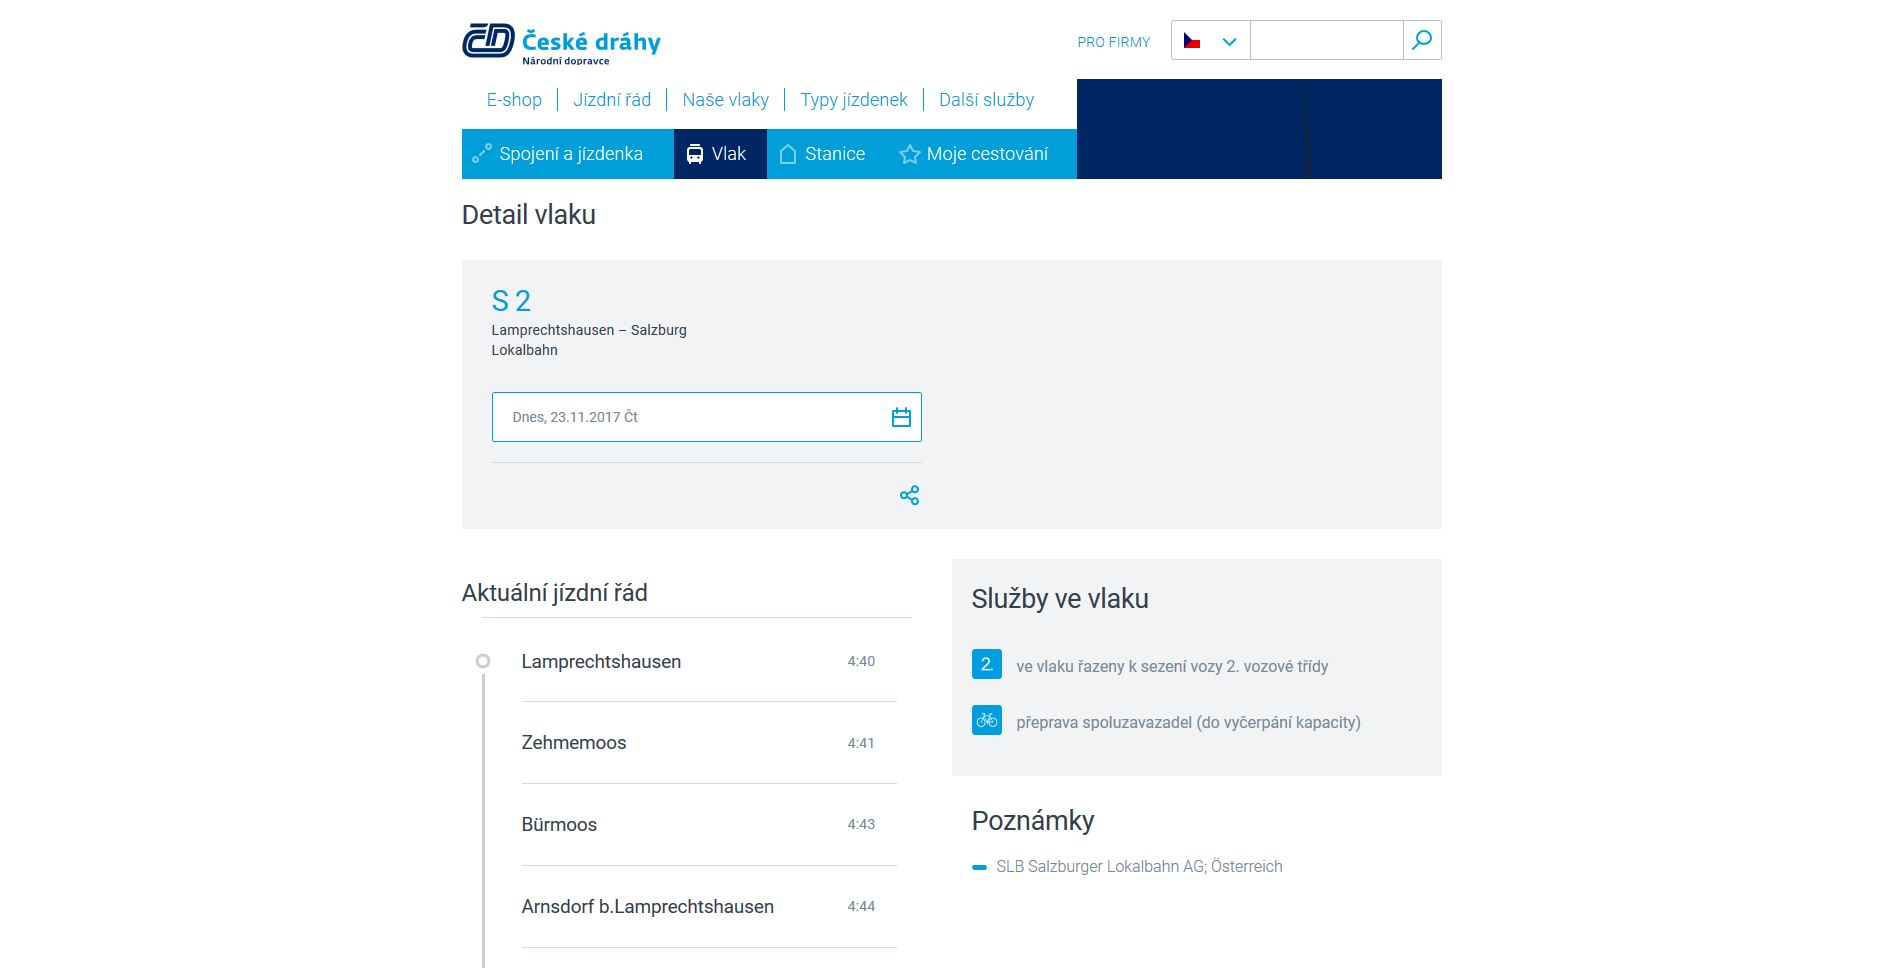 České dráhy
Národní dopravce
PRO FIRMY
E-shop
Jízdní řád
Naše vlaky
Typy jízdenek
Další služby
Spojení a jízdenka
Vlak
Stanice
Moje cestování
Detail vlaku
S 2
Lamprechtshausen – Salzburg
Lokalbahn
Dnes, 23.11.2017 Čt
Aktuální jízdní řád
Lamprechtshausen 4:40
Zehmemoos 4:41
Bürmoos 4:43
Arnsdorf b.Lamprechtshausen 4:44
Služby ve vlaku
2. ve vlaku řazeny k sezení vozy 2. vozové třídy
přeprava spoluzavazadel (do vyčerpání kapacity)
Poznámky
SLB Salzburger Lokalbahn AG; Österreich